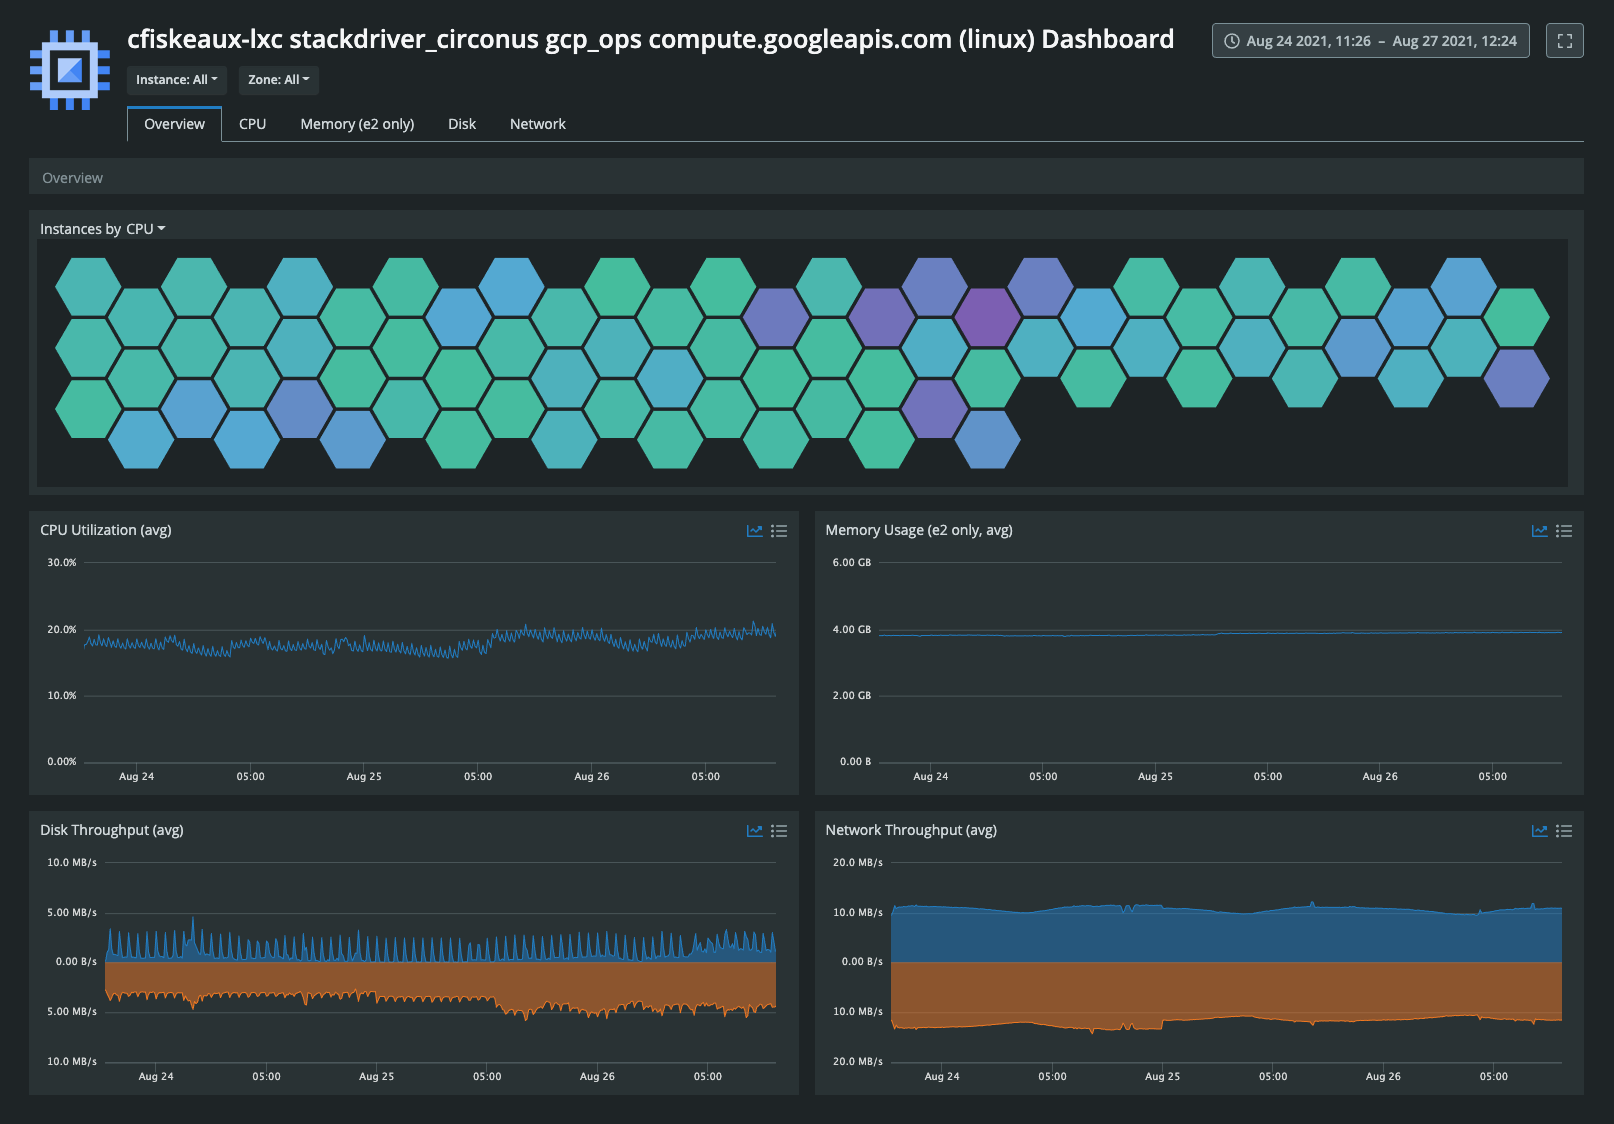 cfiskeaux-lxc stackdriver_circonus gcp_ops compute.googleapis.com (linux) Dashboard
Aug 24 2021, 11:26 – Aug 27 2021, 12:24
Instance: All
Zone: All
Overview
CPU
Memory (e2 only)
Disk
Network
Overview
Instances by CPU
CPU Utilization (avg)
30.0%
20.0%
10.0%
0.00%
Aug 24 05:00 Aug 25 05:00 Aug 26 05:00
Memory Usage (e2 only, avg)
6.00 GB
4.00 GB
2.00 GB
0.00 B
Aug 24 05:00 Aug 25 05:00 Aug 26 05:00
Disk Throughput (avg)
10.0 MB/s
5.00 MB/s
0.00 B/s
5.00 MB/s
10.0 MB/s
Aug 24 05:00 Aug 25 05:00 Aug 26 05:00
Network Throughput (avg)
20.0 MB/s
10.0 MB/s
0.00 B/s
10.0 MB/s
20.0 MB/s
Aug 24 05:00 Aug 25 05:00 Aug 26 05:00